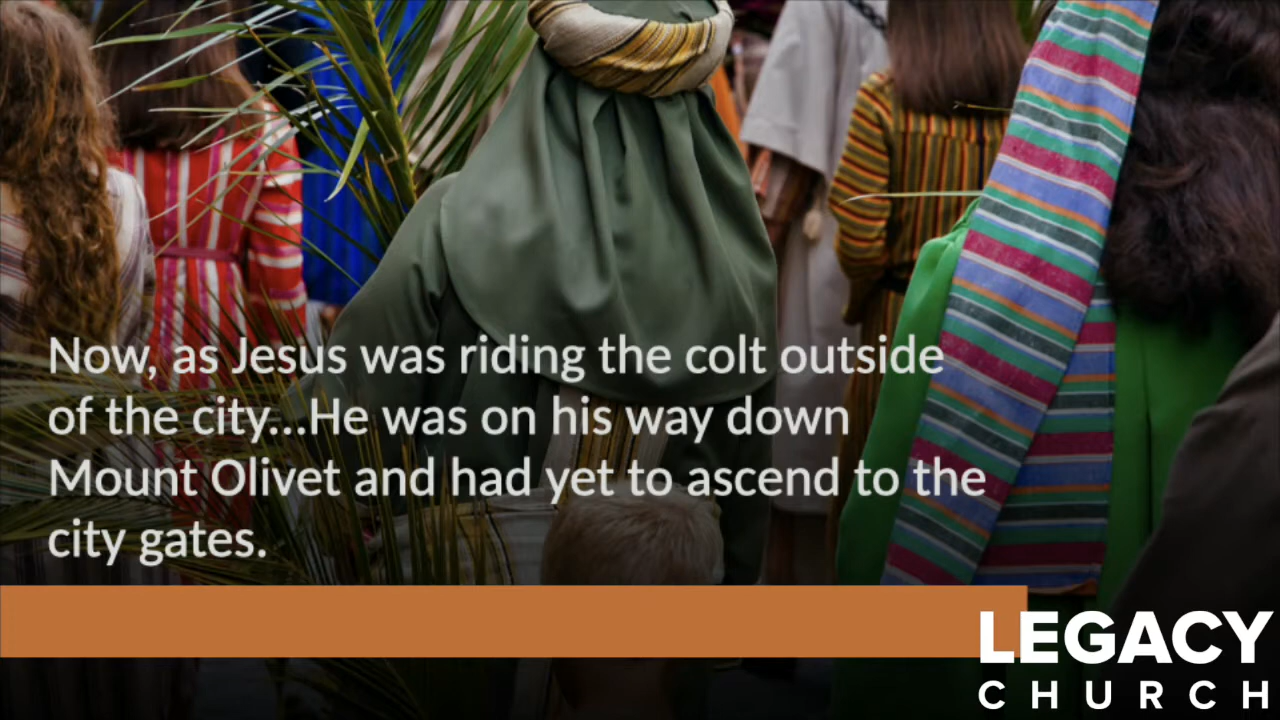 Now, as Jesus was riding the colt outside
of the city...He was on his way down
Mount Olivet and had yet to ascend to the
city gates.
LEGACY
CHURCH